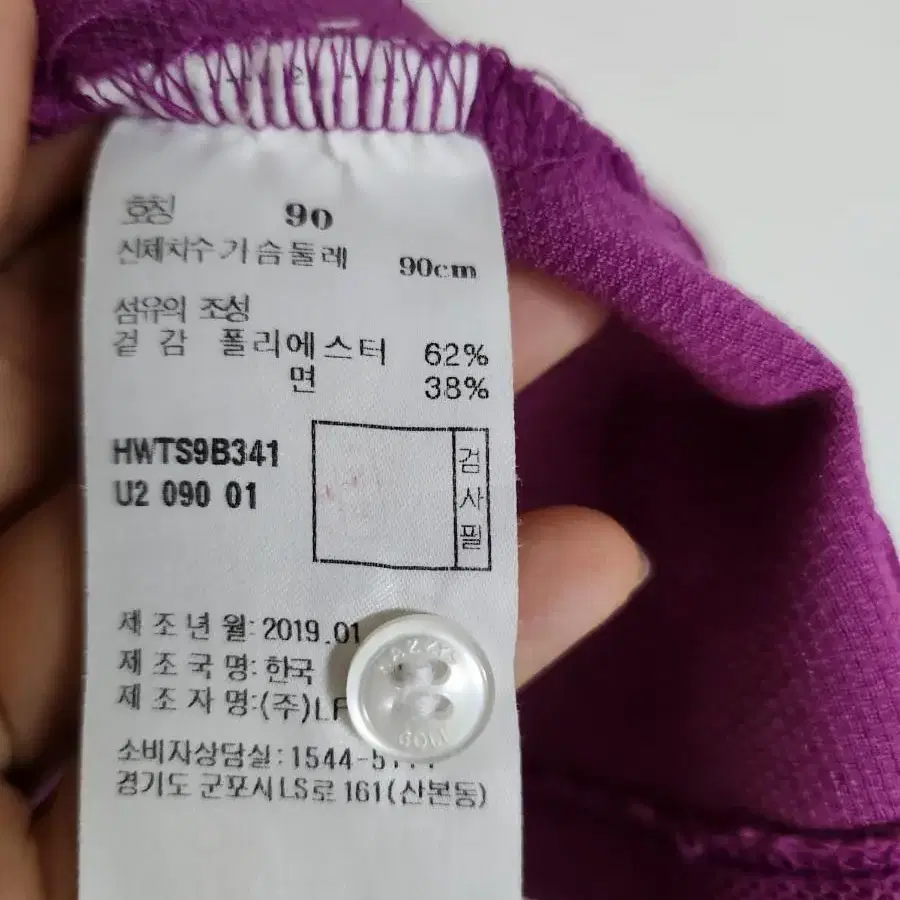 호칭 90
신체치수·가슴둘레 90cm
섬유의 조성
겉 감 폴리에스터 62%
면 38%
HWTS9B341
U2 090 01
검사필
제 조 년 월: 2019.01
제 조 국 명: 한국
제 조 자 명:(주)LF
소비자상담실:1544-5
경기도 군포시 LS로 161(산본동)
GOLF